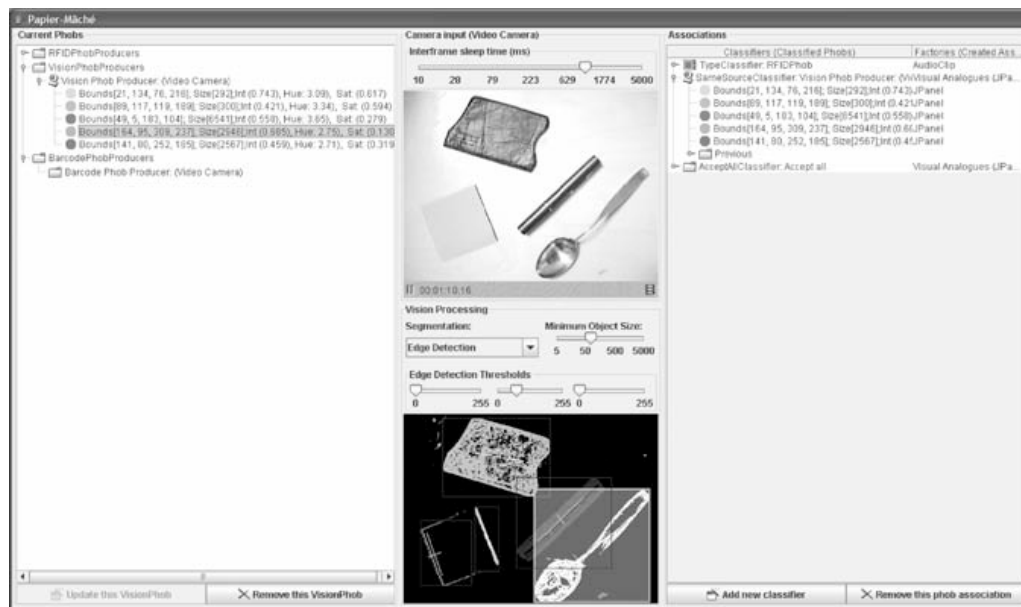 Papier-Mâché
Current Phobs
RFIDPhobProducers
VisionPhobProducers
Vision Phob Producer: (Video Camera)
Bounds[21, 134, 76, 216]; Size[292];Int (0.743), Hue: 3.09), Sat: (0.617)
Bounds[89, 117, 119, 189]; Size[300];Int (0.421), Hue: 3.34), Sat: (0.594)
Bounds[49, 5, 183, 104]; Size[6541];Int (0.558), Hue: 3.65), Sat: (0.279)
Bounds[164, 95, 309, 237]; Size[2946];Int (0.665), Hue: 2.75), Sat: (0.130
Bounds[141, 80, 252, 185]; Size[2567];Int (0.459), Hue: 2.71), Sat: (0.319
BarcodePhobProducers
Barcode Phob Producer: (Video Camera)
Update this VisionPhob
Remove this VisionPhob
Camera input (Video Camera)
Interframe sleep time (ms)
10 28 79 223 629 1774 5000
00:01:10.16
Vision Processing
Segmentation:
Minimum Object Size:
Edge Detection
5 50 500 5000
Edge Detection Thresholds
0 255 0 255 0 255
Associations
Classifiers (Classified Phobs) Factories (Created Ass...
TypeClassifier: RFIDPhob AudioClip
SameSourceClassifier: Vision Phob Producer: (Vi Visual Analogues (JPa...
Bounds[21, 134, 76, 216]; Size[292];Int (0.743) JPanel
Bounds[89, 117, 119, 189]; Size[300];Int (0.421 JPanel
Bounds[49, 5, 183, 104]; Size[6541];Int (0.558) JPanel
Bounds[164, 95, 309, 237]; Size[2946];Int (0.66 JPanel
Bounds[141, 80, 252, 185]; Size[2567];Int (0.45 JPanel
Previous
AcceptAllClassifier: Accept all Visual Analogues (JPa...
Add new classifier
Remove this phob association